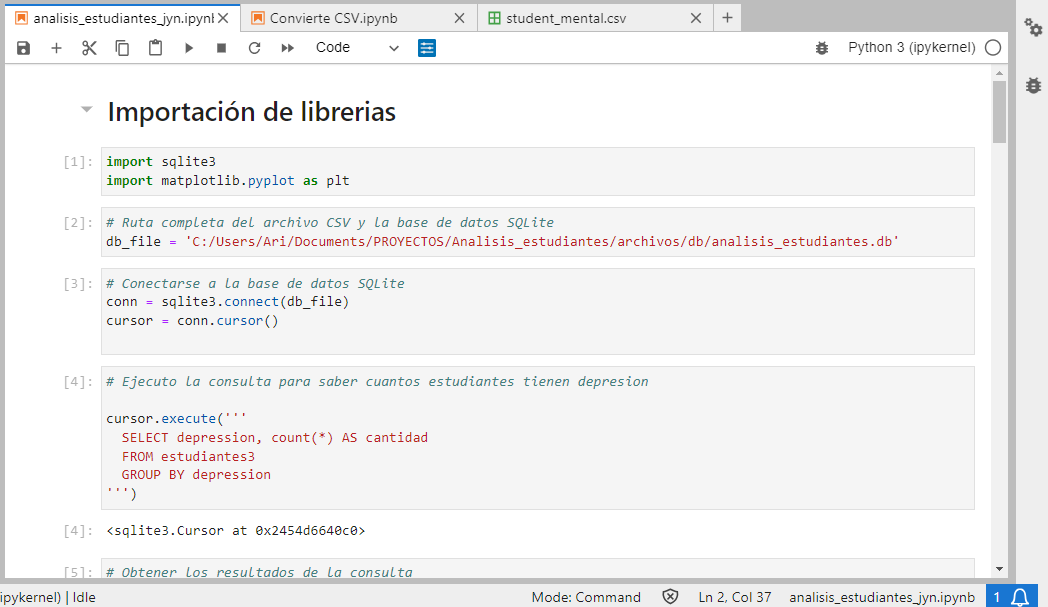 analisis_estudiantes_jyn.ipynb
Convierte CSV.ipynb
student_mental.csv
Code
Python 3 (ipykernel)
Importación de librerias
[1]:
import sqlite3
import matplotlib.pyplot as plt
[2]:
# Ruta completa del archivo CSV y la base de datos SQLite
db_file = 'C:/Users/Ari/Documents/PROYECTOS/Analisis_estudiantes/archivos/db/analisis_estudiantes.db'
[3]:
# Conectarse a la base de datos SQLite
conn = sqlite3.connect(db_file)
cursor = conn.cursor()
[4]:
# Ejecuto la consulta para saber cuantos estudiantes tienen depresion
cursor.execute('''
SELECT depression, count(*) AS cantidad
FROM estudiantes3
GROUP BY depression
''')
[4]:
<sqlite3.Cursor at 0x2454d6640c0>
[5]:
# Obtener los resultados de la consulta
ipykernel) | Idle
Mode: Command
Ln 2, Col 37
analisis_estudiantes_jyn.ipynb
1